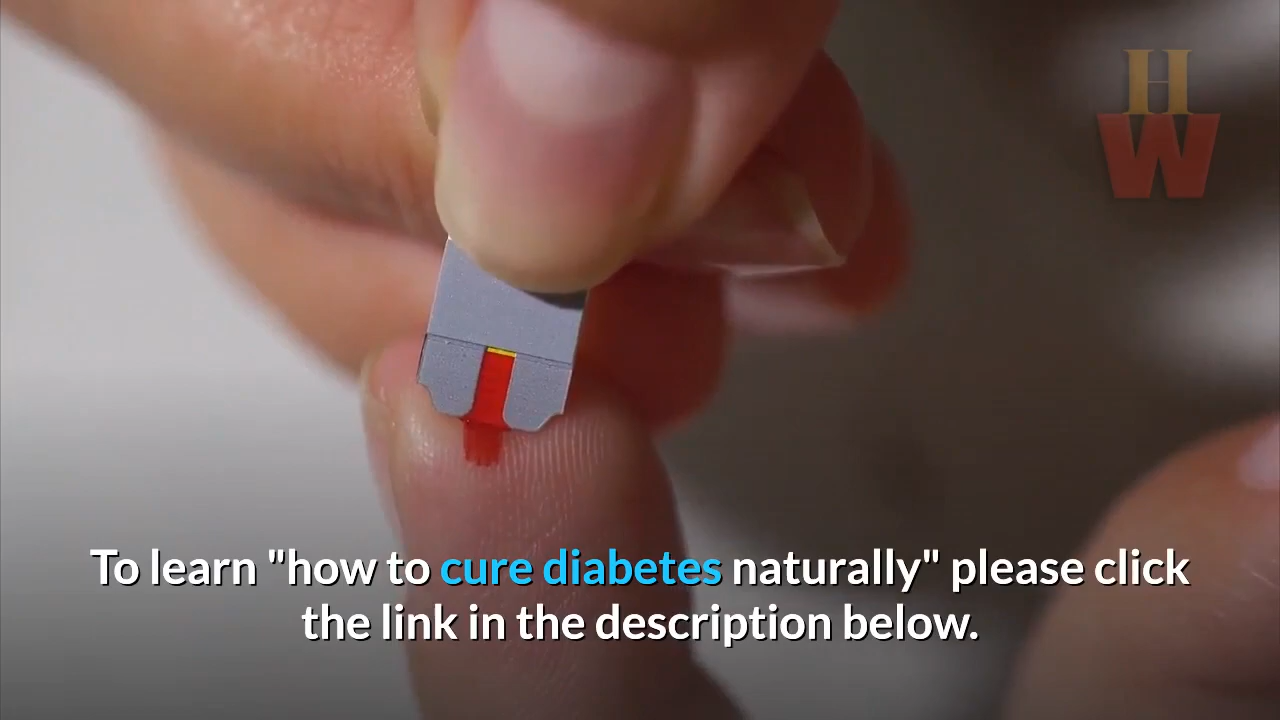 H
W
To learn "how to cure diabetes naturally" please click
the link in the description below.